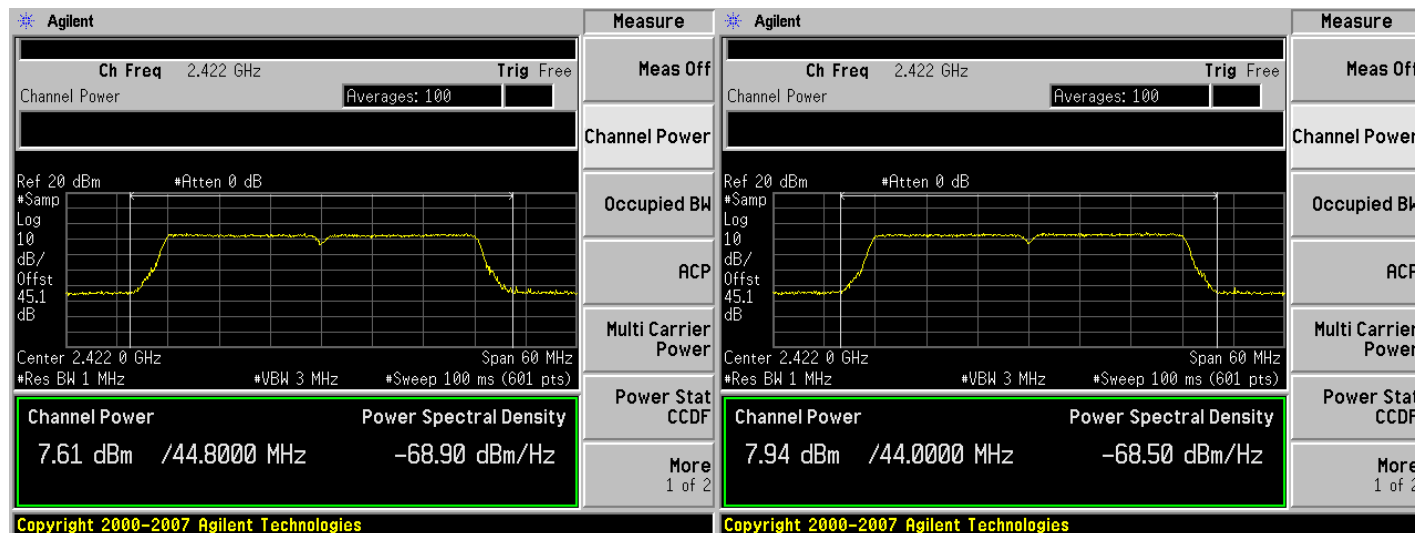 Agilent
Measure
Ch Freq 2.422 GHz Trig Free
Meas Off
Channel Power Averages: 100
Channel Power
Ref 20 dBm #Atten 0 dB
#Samp
Log
10
dB/
Offst
45.1
dB
Occupied BW
ACP
Multi Carrier
Power
Center 2.422 0 GHz Span 60 MHz
#Res BW 1 MHz #VBW 3 MHz #Sweep 100 ms (601 pts)
Power Stat
CCDF
Channel Power Power Spectral Density
7.61 dBm /44.8000 MHz -68.90 dBm/Hz
More
1 of 2
Copyright 2000-2007 Agilent Technologies
Agilent
Measure
Ch Freq 2.422 GHz Trig Free
Meas Off
Channel Power Averages: 100
Channel Power
Ref 20 dBm #Atten 0 dB
#Samp
Log
10
dB/
Offst
45.1
dB
Occupied BW
ACP
Multi Carrier
Power
Center 2.422 0 GHz Span 60 MHz
#Res BW 1 MHz #VBW 3 MHz #Sweep 100 ms (601 pts)
Power Stat
CCDF
Channel Power Power Spectral Density
7.94 dBm /44.0000 MHz -68.50 dBm/Hz
More
1 of 2
Copyright 2000-2007 Agilent Technologies